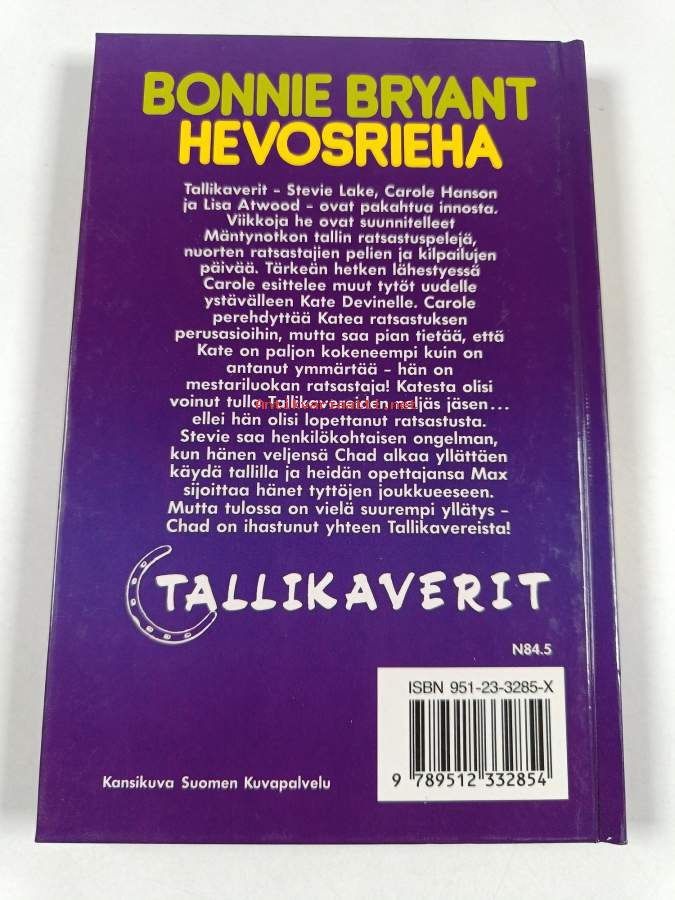 BONNIE BRYANT
HEVOSRIEHA
Tallikaverit – Stevie Lake, Carole Hanson
ja Lisa Atwood – ovat pakahtua innosta.
Viikkoja he ovat suunnitelleet
Mäntynotkon tallin ratsastuspelejä,
nuorten ratsastajien pelien ja kilpailujen
päivää. Tärkeän hetken lähestyessä
Carole esittelee muut tytöt uudelle
ystävälleen Kate Devinelle. Carole
perehdyttää Katea ratsastuksen
perusasioihin, mutta saa pian tietää, että
Kate on paljon kokeneempi kuin on
antanut ymmärtää – hän on
mestariluokan ratsastaja! Katesta olisi
voinut tulla Tallikavereiden neljäs jäsen...
Antikvariaatti.net
ellei hän olisi lopettanut ratsastusta.
Stevie saa henkilökohtaisen ongelman,
kun hänen veljensä Chad alkaa yllättäen
käydä tallilla ja heidän opettajansa Max
sijoittaa hänet tyttöjen joukkueeseen.
Mutta tulossa on vielä suurempi yllätys –
Chad on ihastunut yhteen Tallikavereista!
TALLIKAVERIT
N84.5
ISBN 951-23-3285-X
9 789512 332854
Kansikuva Suomen Kuvapalvelu